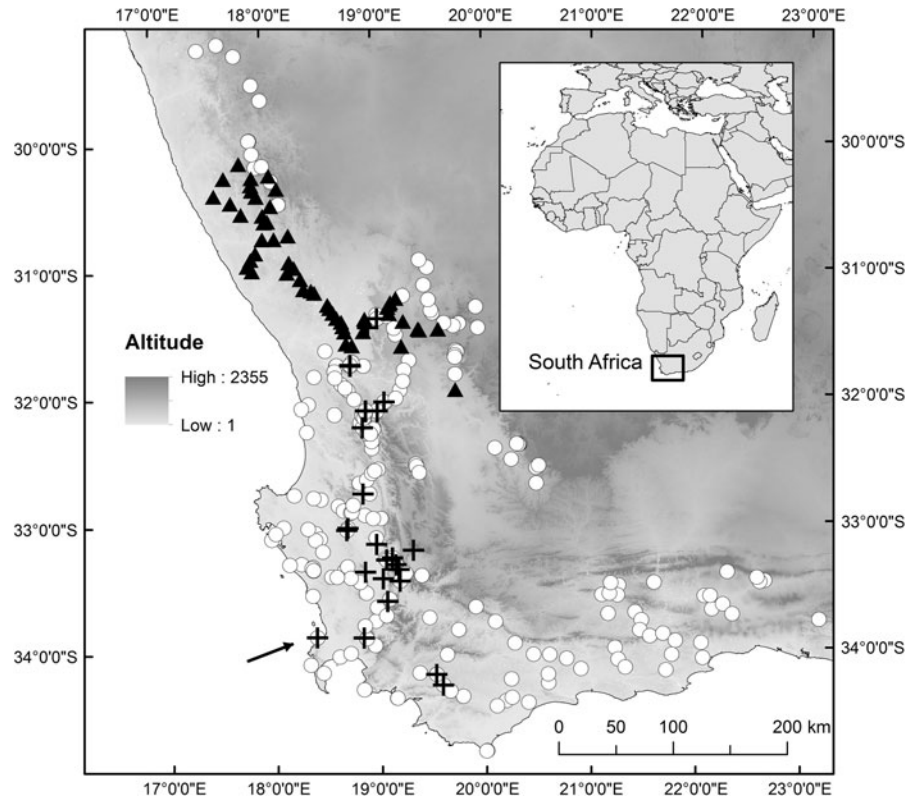 17°0'0"E 18°0'0"E 19°0'0"E 20°0'0"E 21°0'0"E 22°0'0"E 23°0'0"E
30°0'0"S 30°0'0"S
31°0'0"S 31°0'0"S
Altitude
High : 2355
Low : 1
South Africa
32°0'0"S 32°0'0"S
33°0'0"S 33°0'0"S
34°0'0"S 34°0'0"S
0 50 100 200 km
17°0'0"E 18°0'0"E 19°0'0"E 20°0'0"E 21°0'0"E 22°0'0"E 23°0'0"E